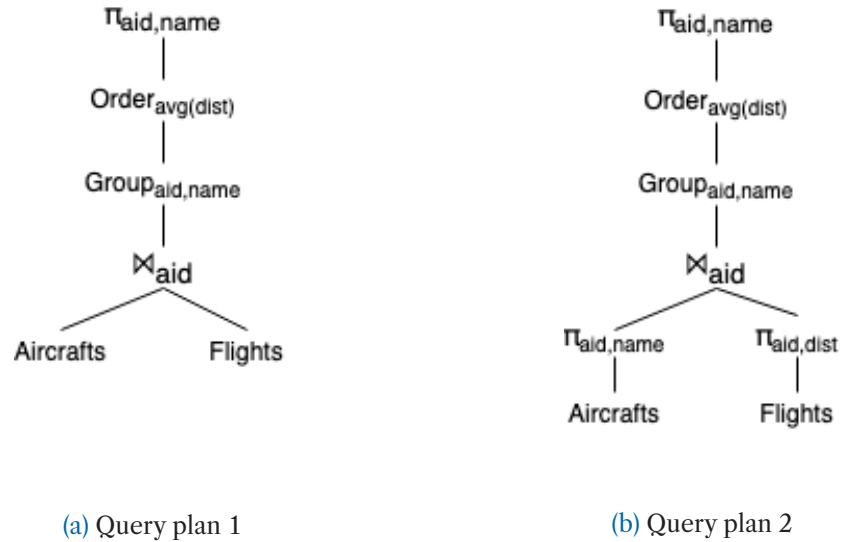 πaid,name πaid,name
Orderavg(dist) Orderavg(dist)
Groupaid,name Groupaid,name
⋈aid ⋈aid
Aircrafts Flights πaid,name πaid,dist
Aircrafts Flights
(a) Query plan 1 (b) Query plan 2